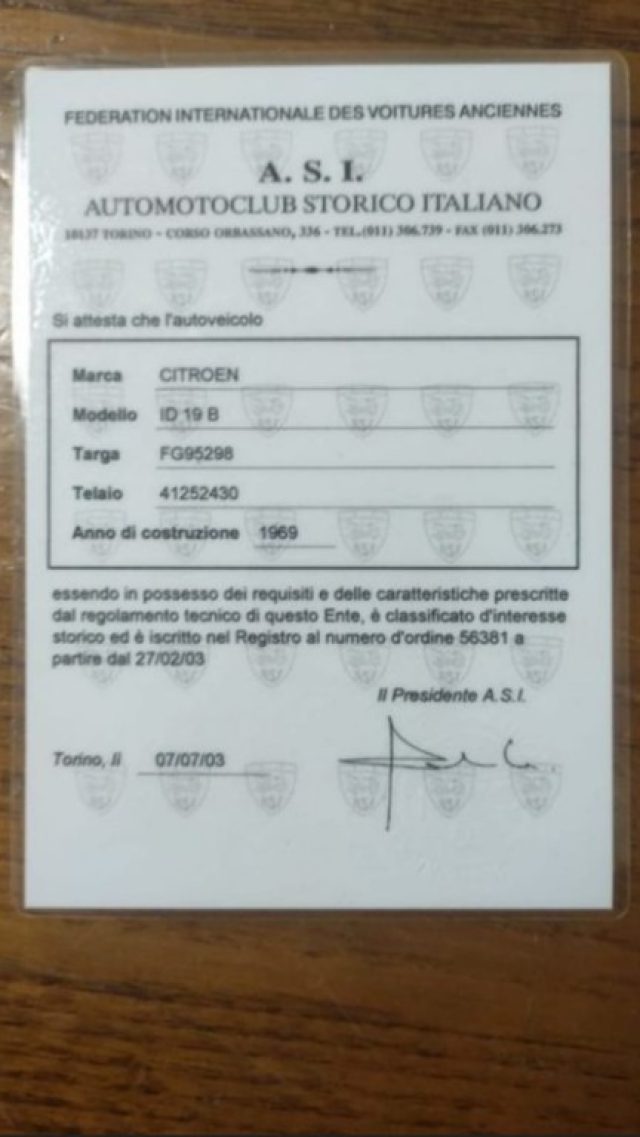 FEDERATION INTERNATIONALE DES VOITURES ANCIENNES
A. S. I.
AUTOMOTOCLUB STORICO ITALIANO
10137 TORINO - CORSO ORBASSANO, 336 - TEL.(011) 306.739 - FAX (011) 306.273
Si attesta che l'autoveicolo
Marca CITROEN
Modello ID 19 B
Targa FG95298
Telaio 41252430
Anno di costruzione 1969
essendo in possesso dei requisiti e delle caratteristiche prescritte
dal regolamento tecnico di questo Ente, è classificato d'interesse
storico ed è iscritto nel Registro al numero d'ordine 56381 a
partire dal 27/02/03
Il Presidente A.S.I.
Torino, lì 07/07/03